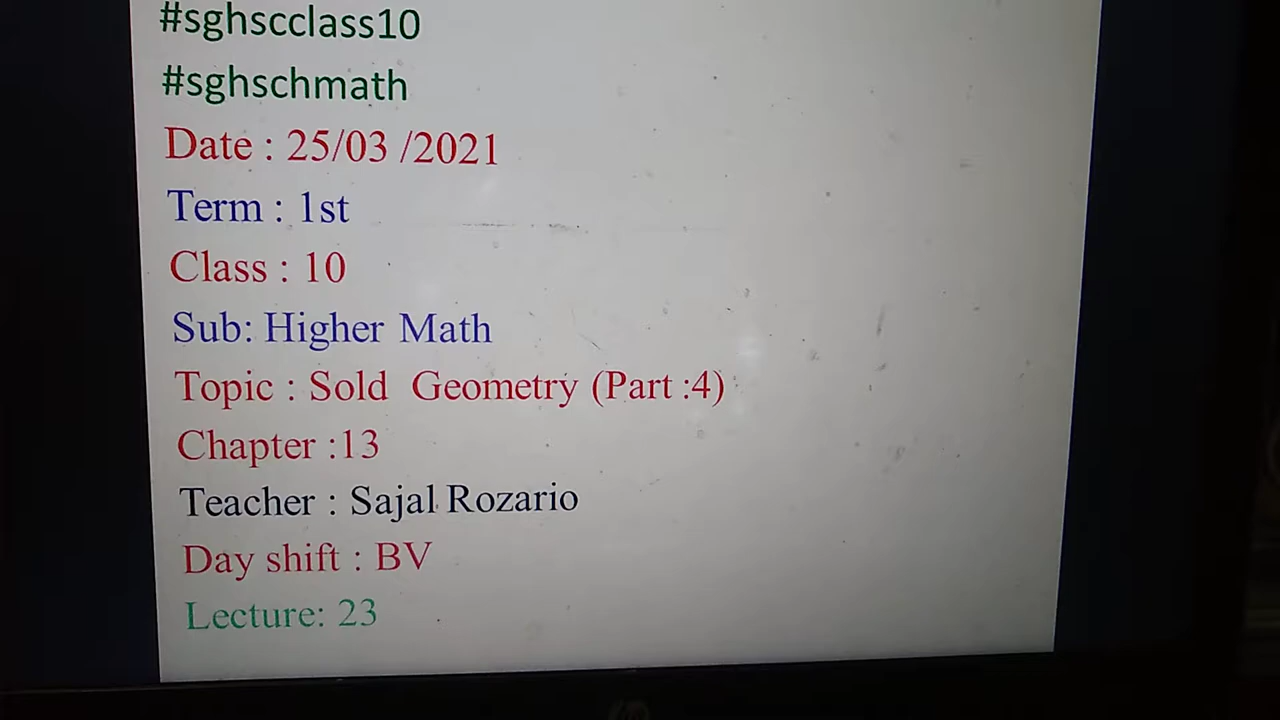 #sghscclass10
#sghschmath
Date : 25/03 /2021
Term : 1st
Class : 10
Sub: Higher Math
Topic : Sold Geometry (Part :4)
Chapter :13
Teacher : Sajal Rozario
Day shift : BV
Lecture: 23
hp